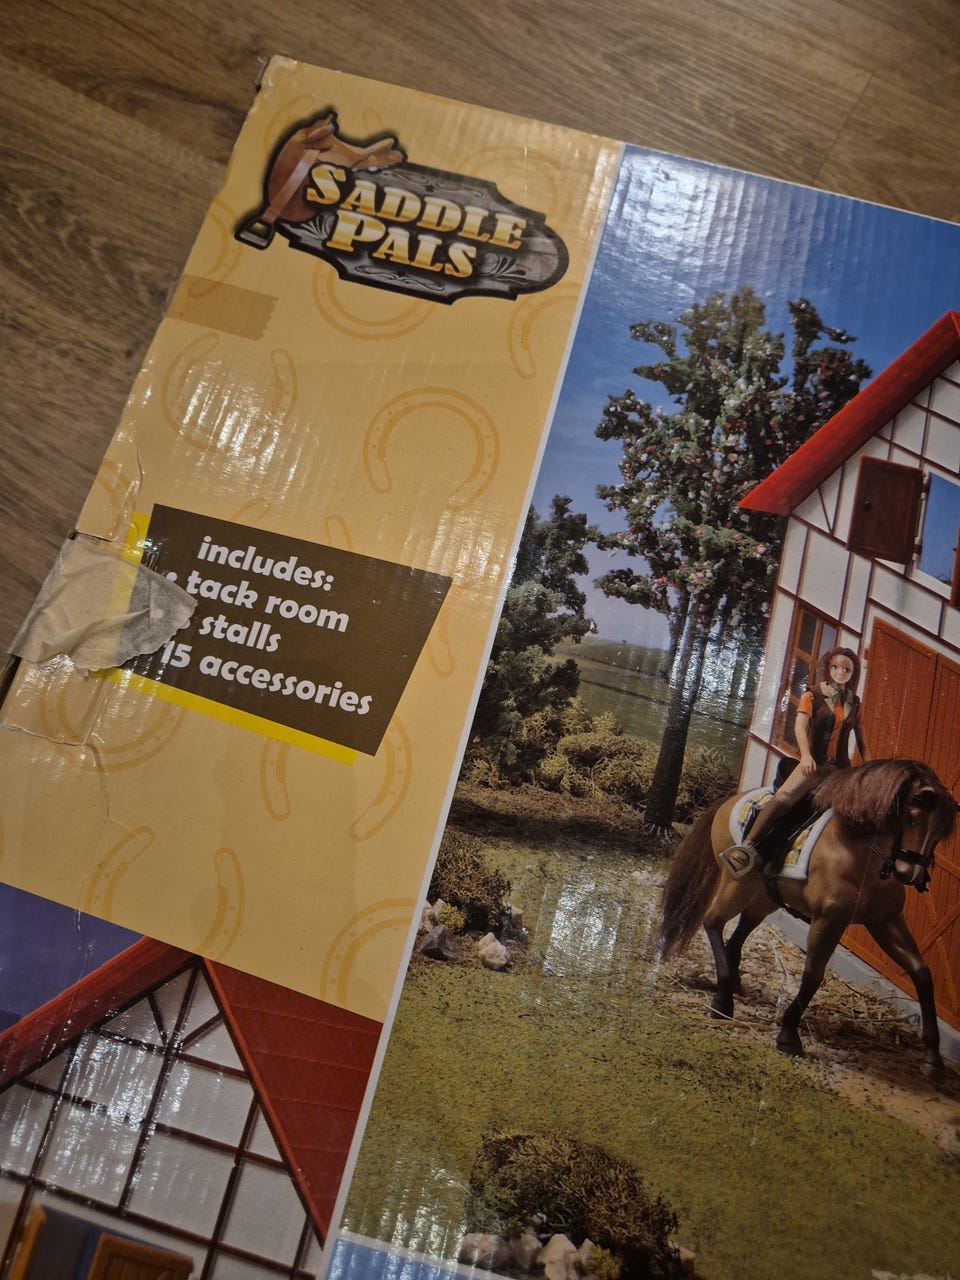 SADDLE
PALS
includes:
• tack room
stalls
15 accessories